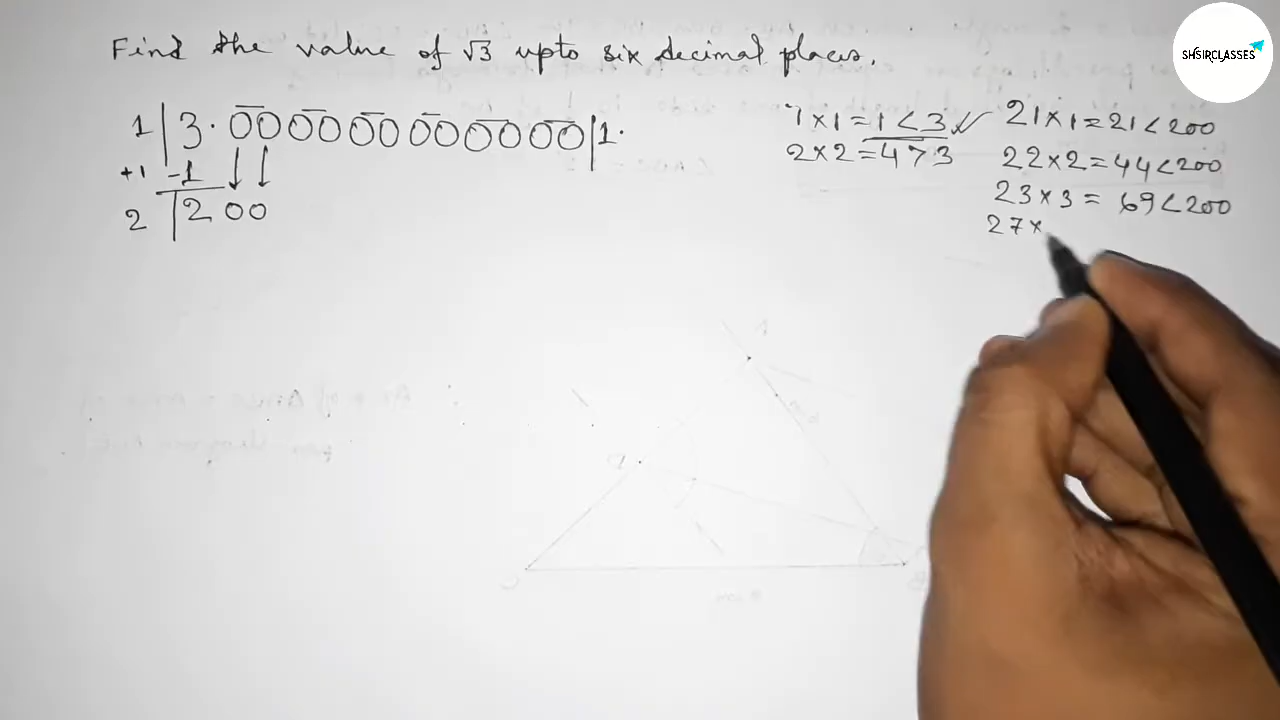 SHSIRCLASSES
Find the value of √3 upto six decimal places.
1 | 3. 00 00 00 00 00 00 | 1.
+1 -1
2 | 2 00
1 × 1 = 1 < 3 ✓
2 × 2 = 4 > 3
21 × 1 = 21 < 200
22 × 2 = 44 < 200
23 × 3 = 69 < 200
27 ×
C
B